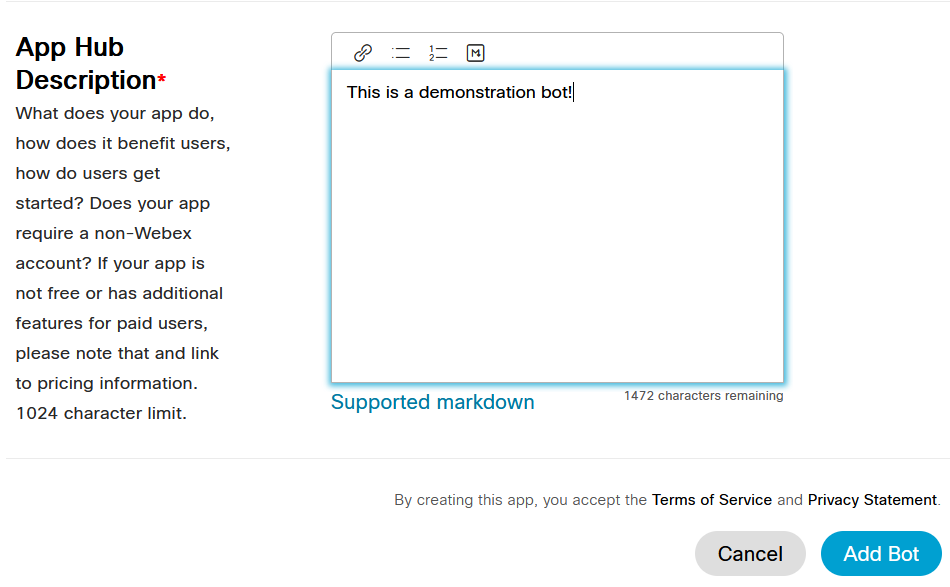 App Hub
Description*
What does your app do,
how does it benefit users,
how do users get
started? Does your app
require a non-Webex
account? If your app is
not free or has additional
features for paid users,
please note that and link
to pricing information.
1024 character limit.
This is a demonstration bot!
Supported markdown
1472 characters remaining
By creating this app, you accept the Terms of Service and Privacy Statement.
Cancel
Add Bot